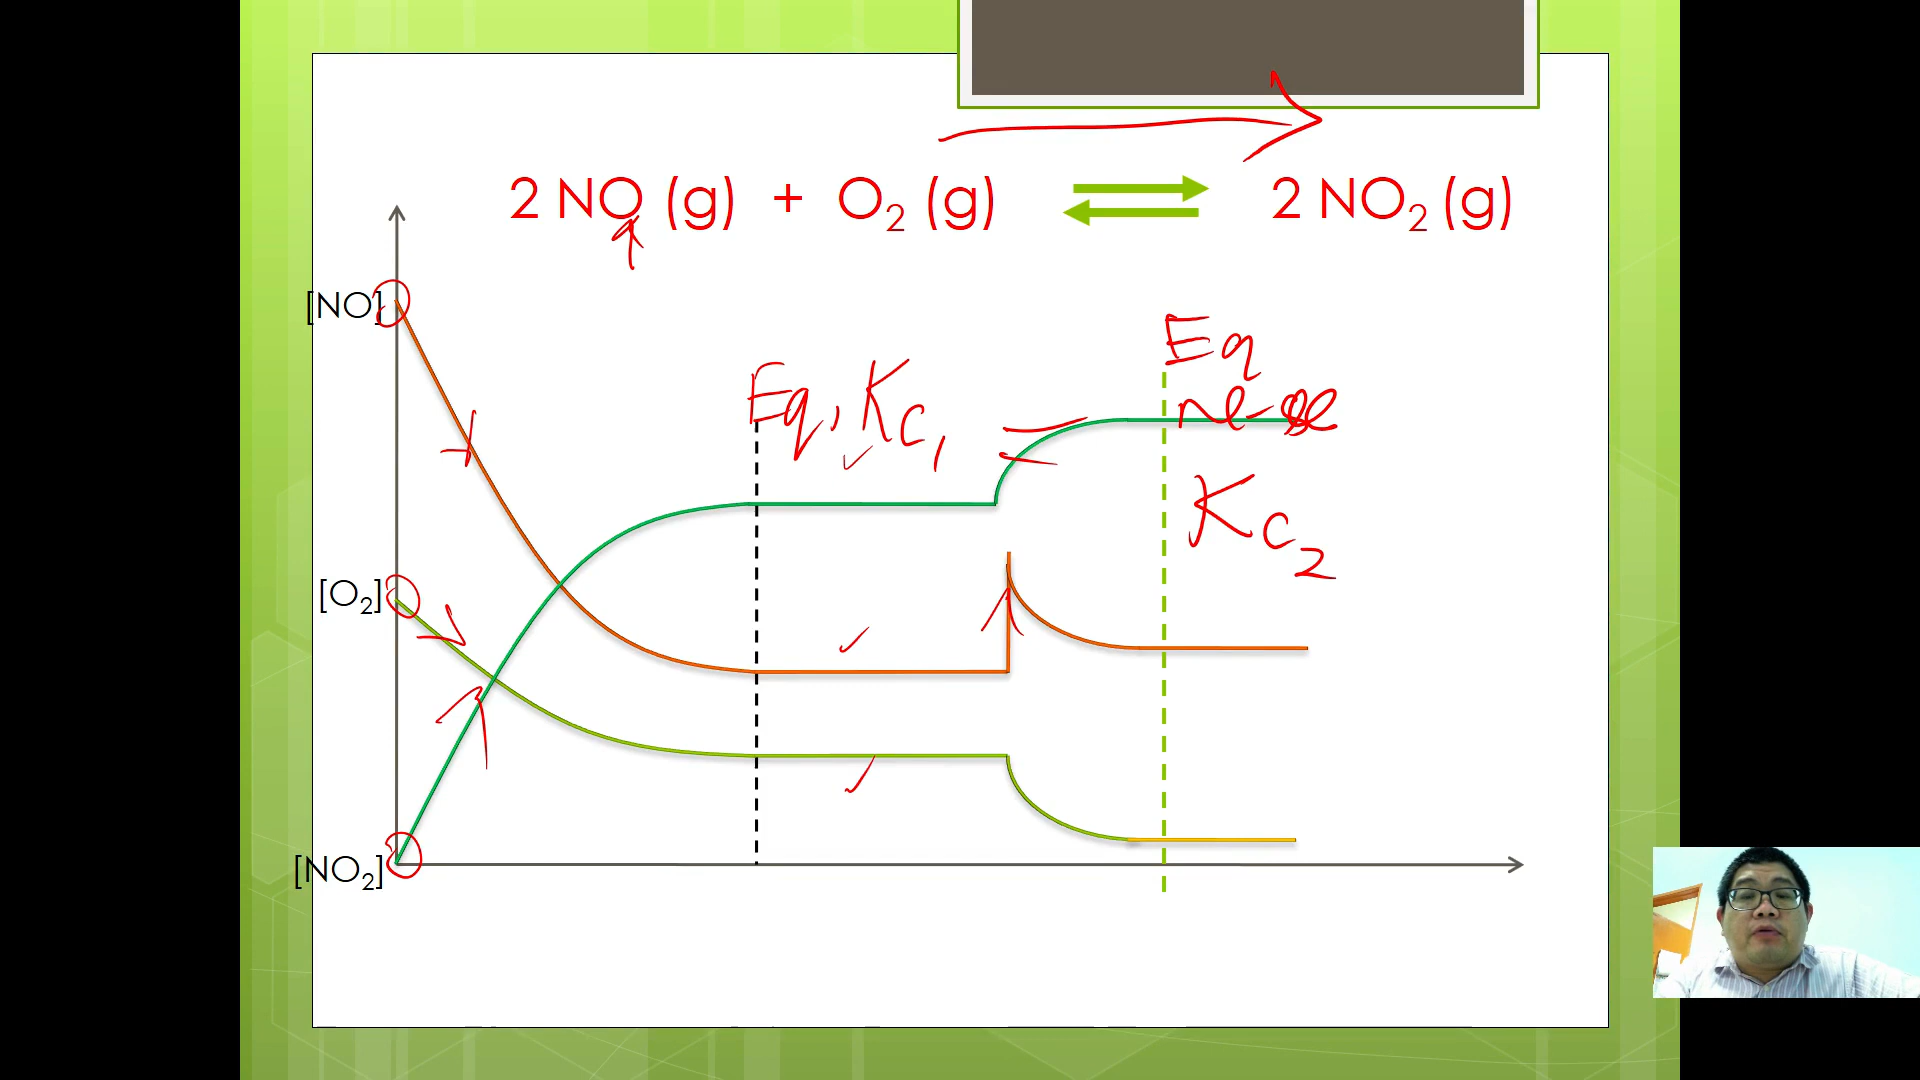 2 NO (g) + O₂ (g) ⇌ 2 NO₂ (g)
[NO]
Eq
Eq, Kc₁
Kc₂
[O₂]
[NO₂]